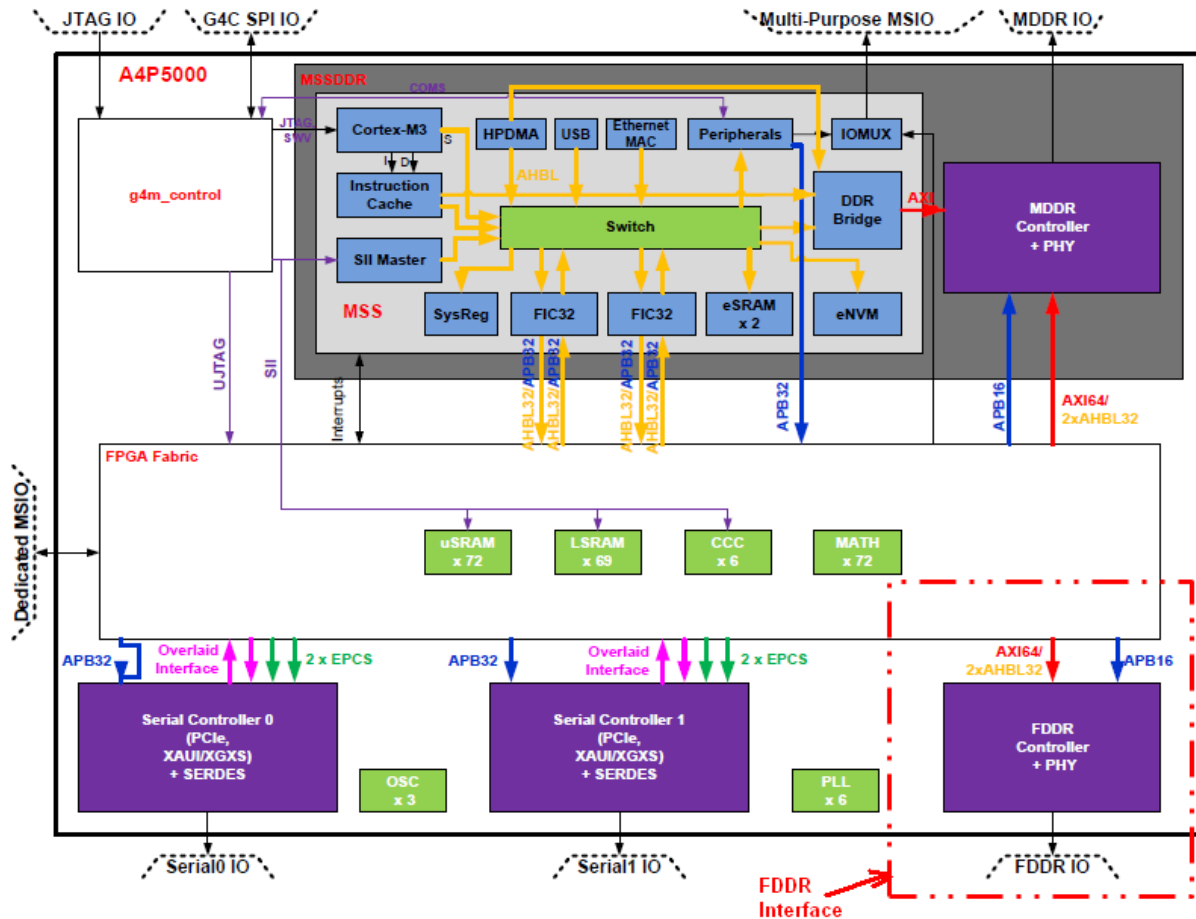 JTAG IO
G4C SPI IO
Multi-Purpose MSIO
MDDR IO
A4P5000
MSSDDR
COMS
JTAG,
SWV
Cortex-M3
S
HPDMA
USB
Ethernet
MAC
Peripherals
IOMUX
I
D
g4m_control
Instruction
Cache
AHBL
DDR
Bridge
AXI
MDDR
Controller
+ PHY
Switch
SII Master
MSS
SysReg
FIC32
FIC32
eSRAM
x 2
eNVM
UJTAG
SII
Interrupts
AHBL32/APB32
AHBL32/APB32
AHBL32/APB32
AHBL32/APB32
APB32
APB16
AXI64/
2xAHBL32
FPGA Fabric
Dedicated MSIO
uSRAM
x 72
LSRAM
x 69
CCC
x 6
MATH
x 72
APB32
Overlaid
Interface
2 x EPCS
APB32
Overlaid
Interface
2 x EPCS
AXI64/
2xAHBL32
APB16
Serial Controller 0
(PCIe,
XAUI/XGXS)
+ SERDES
OSC
x 3
Serial Controller 1
(PCIe,
XAUI/XGXS)
+ SERDES
PLL
x 6
FDDR
Controller
+ PHY
Serial0 IO
Serial1 IO
FDDR IO
FDDR
Interface